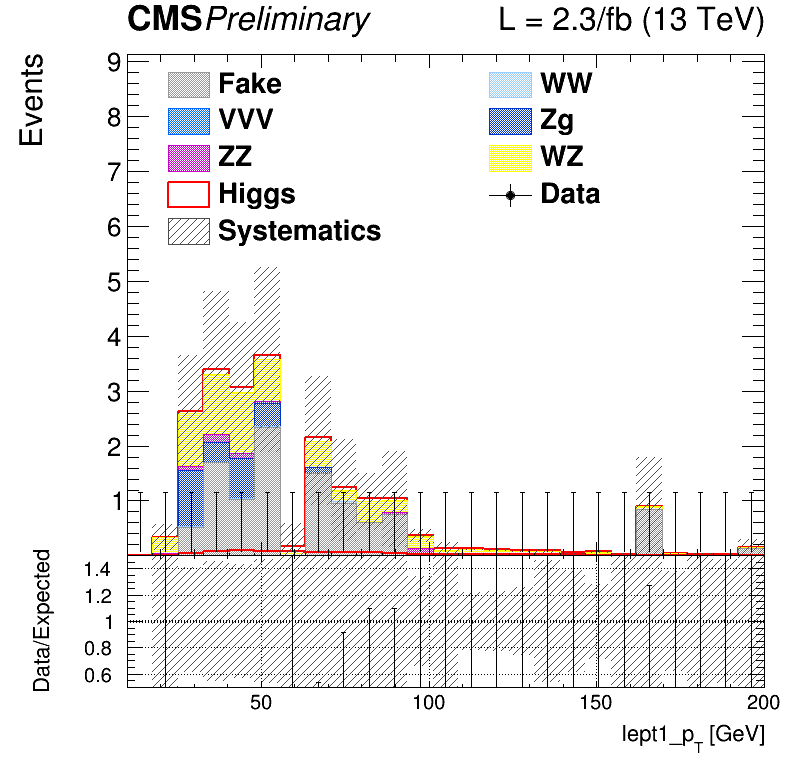 CMS Preliminary L = 2.3/fb (13 TeV)
Events
9
8
7
6
5
4
3
2
1
Fake WW
VVV Zg
ZZ WZ
Higgs Data
Systematics
Data/Expected
1.4
1.2
1
0.8
0.6
50 100 150 200
lept1_p_T [GeV]